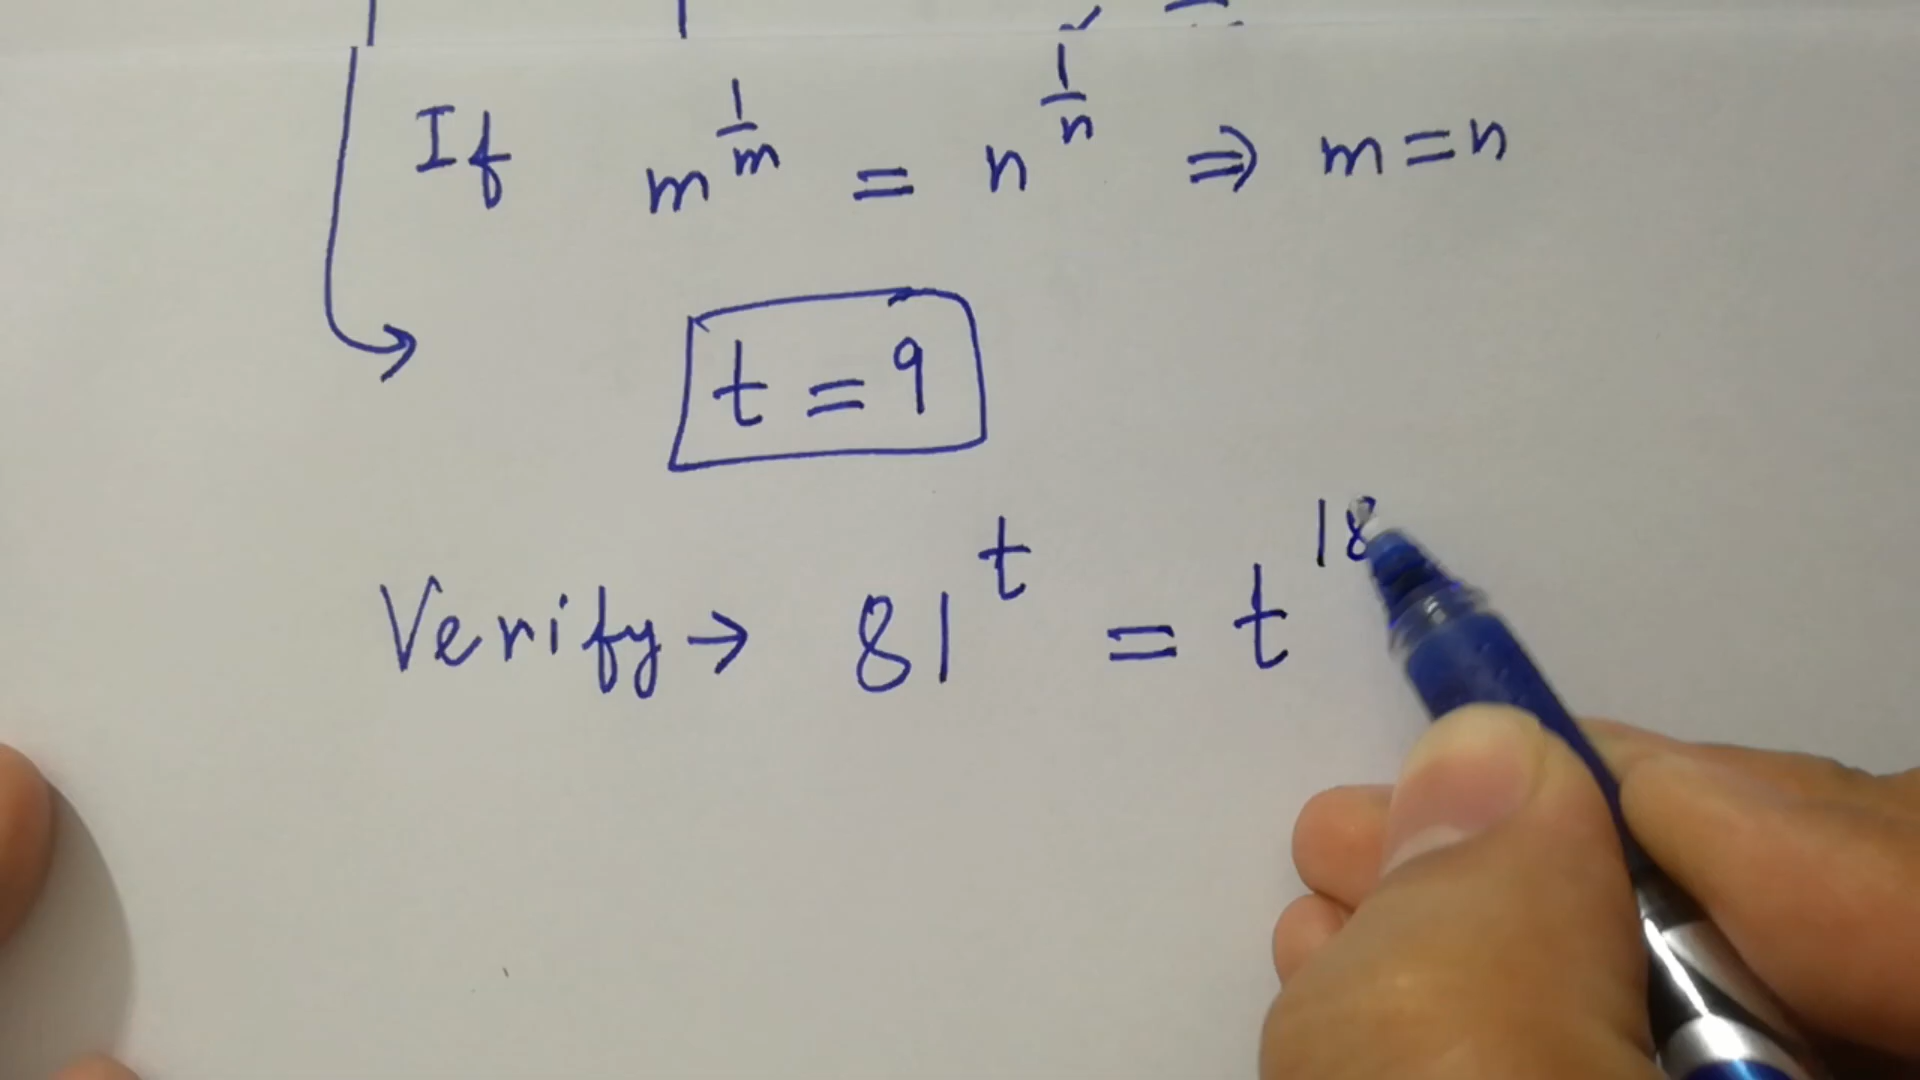 If m^(1/m) = n^(1/n) ⇒ m = n
t = 9
Verify → 81^t = t^18